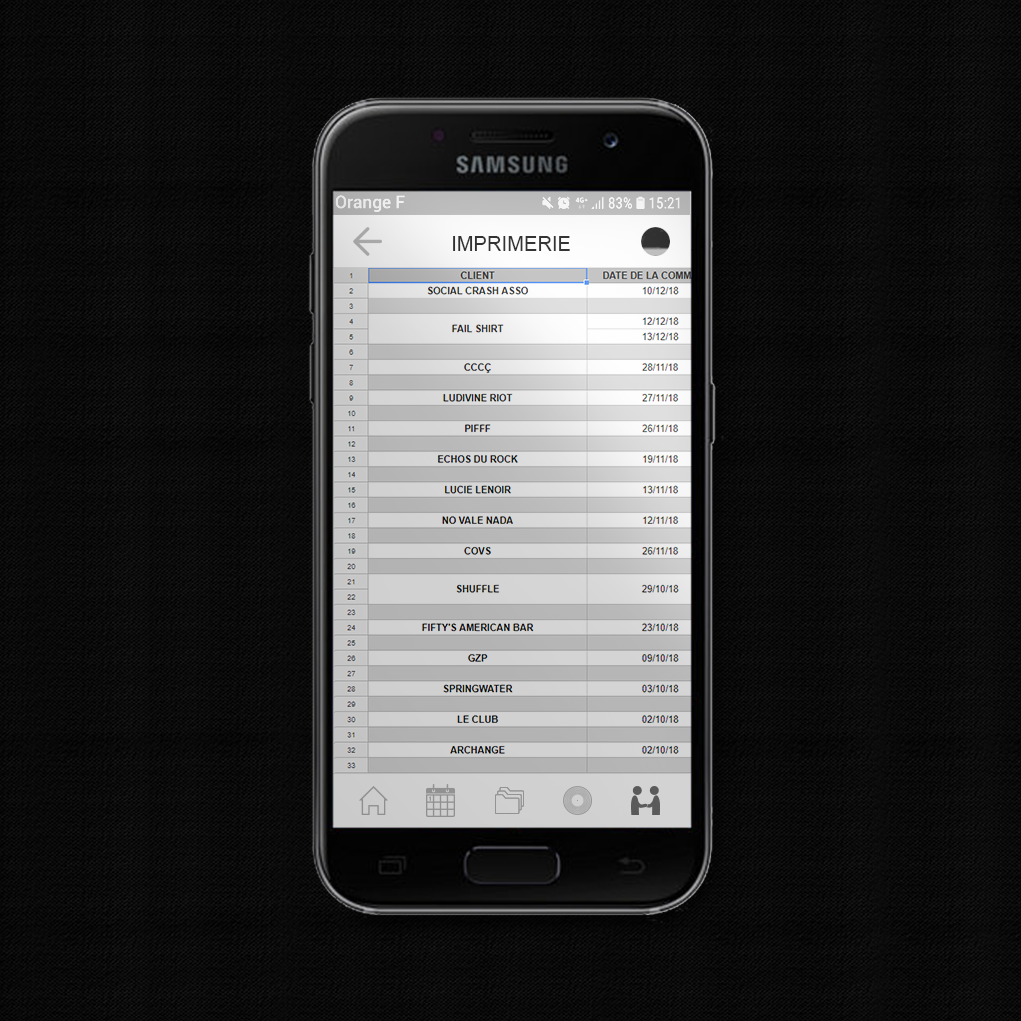 SAMSUNG
Orange F 4G+ 83% 15:21
IMPRIMERIE
1 CLIENT DATE DE LA COMM
2 SOCIAL CRASH ASSO 10/12/18
3
4 FAIL SHIRT 12/12/18
5 13/12/18
6
7 CCCÇ 28/11/18
8
9 LUDIVINE RIOT 27/11/18
10
11 PIFFF 26/11/18
12
13 ECHOS DU ROCK 19/11/18
14
15 LUCIE LENOIR 13/11/18
16
17 NO VALE NADA 12/11/18
18
19 COVS 26/11/18
20
21 SHUFFLE 29/10/18
22
23
24 FIFTY'S AMERICAN BAR 23/10/18
25
26 GZP 09/10/18
27
28 SPRINGWATER 03/10/18
29
30 LE CLUB 02/10/18
31
32 ARCHANGE 02/10/18
33